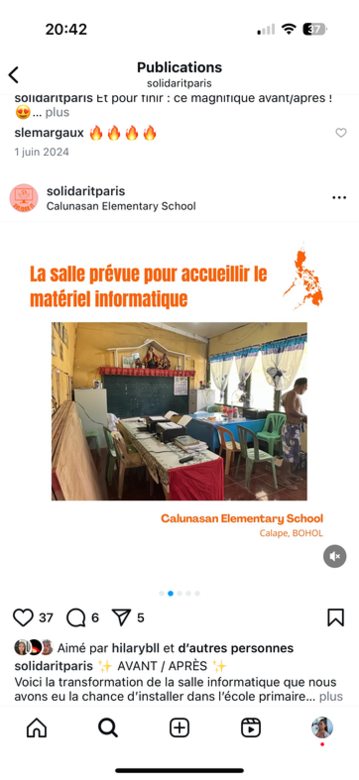 20:42
37
Publications
solidaritparis
solidaritparis Et pour finir : ce magnifique avant/après !
😍... plus
slemargaux 🔥🔥🔥🔥
1 juin 2024
solidaritparis
Calunasan Elementary School
La salle prévue pour accueillir le
matériel informatique
Calunasan Elementary School
Calape, BOHOL
37 6 5
Aimé par hilarybll et d'autres personnes
solidaritparis ✨ AVANT / APRÈS ✨
Voici la transformation de la salle informatique que nous
avons eu la chance d'installer dans l'école primaire... plus